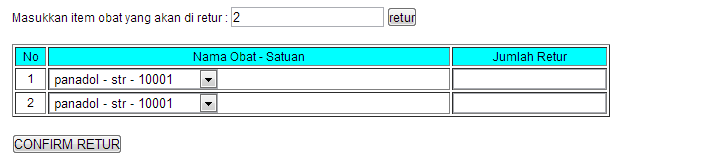 Masukkan item obat yang akan di retur : 2 retur
No Nama Obat - Satuan Jumlah Retur
1 panadol - str - 10001
2 panadol - str - 10001
CONFIRM RETUR